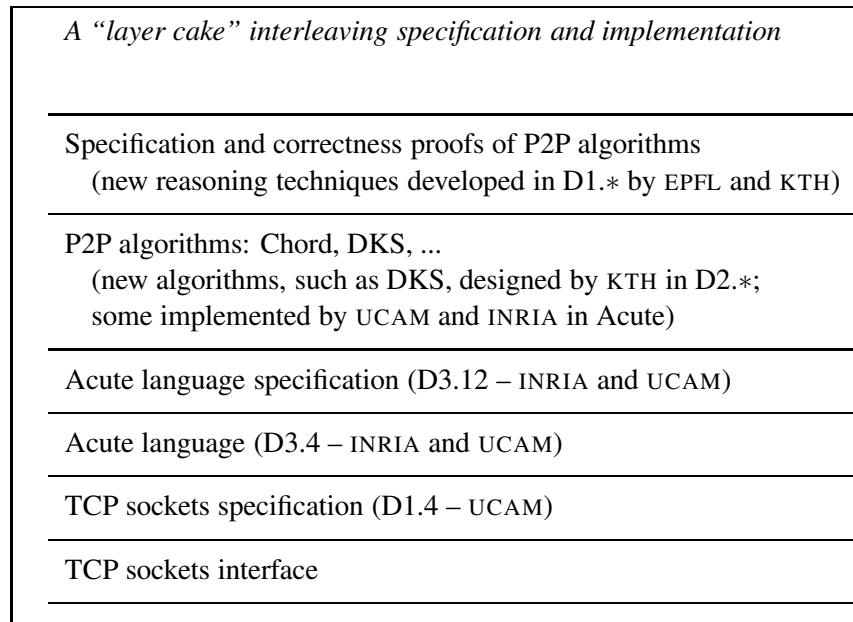 A “layer cake” interleaving specification and implementation
Specification and correctness proofs of P2P algorithms
(new reasoning techniques developed in D1.∗ by EPFL and KTH)
P2P algorithms: Chord, DKS, ...
(new algorithms, such as DKS, designed by KTH in D2.∗;
some implemented by UCAM and INRIA in Acute)
Acute language specification (D3.12 – INRIA and UCAM)
Acute language (D3.4 – INRIA and UCAM)
TCP sockets specification (D1.4 – UCAM)
TCP sockets interface